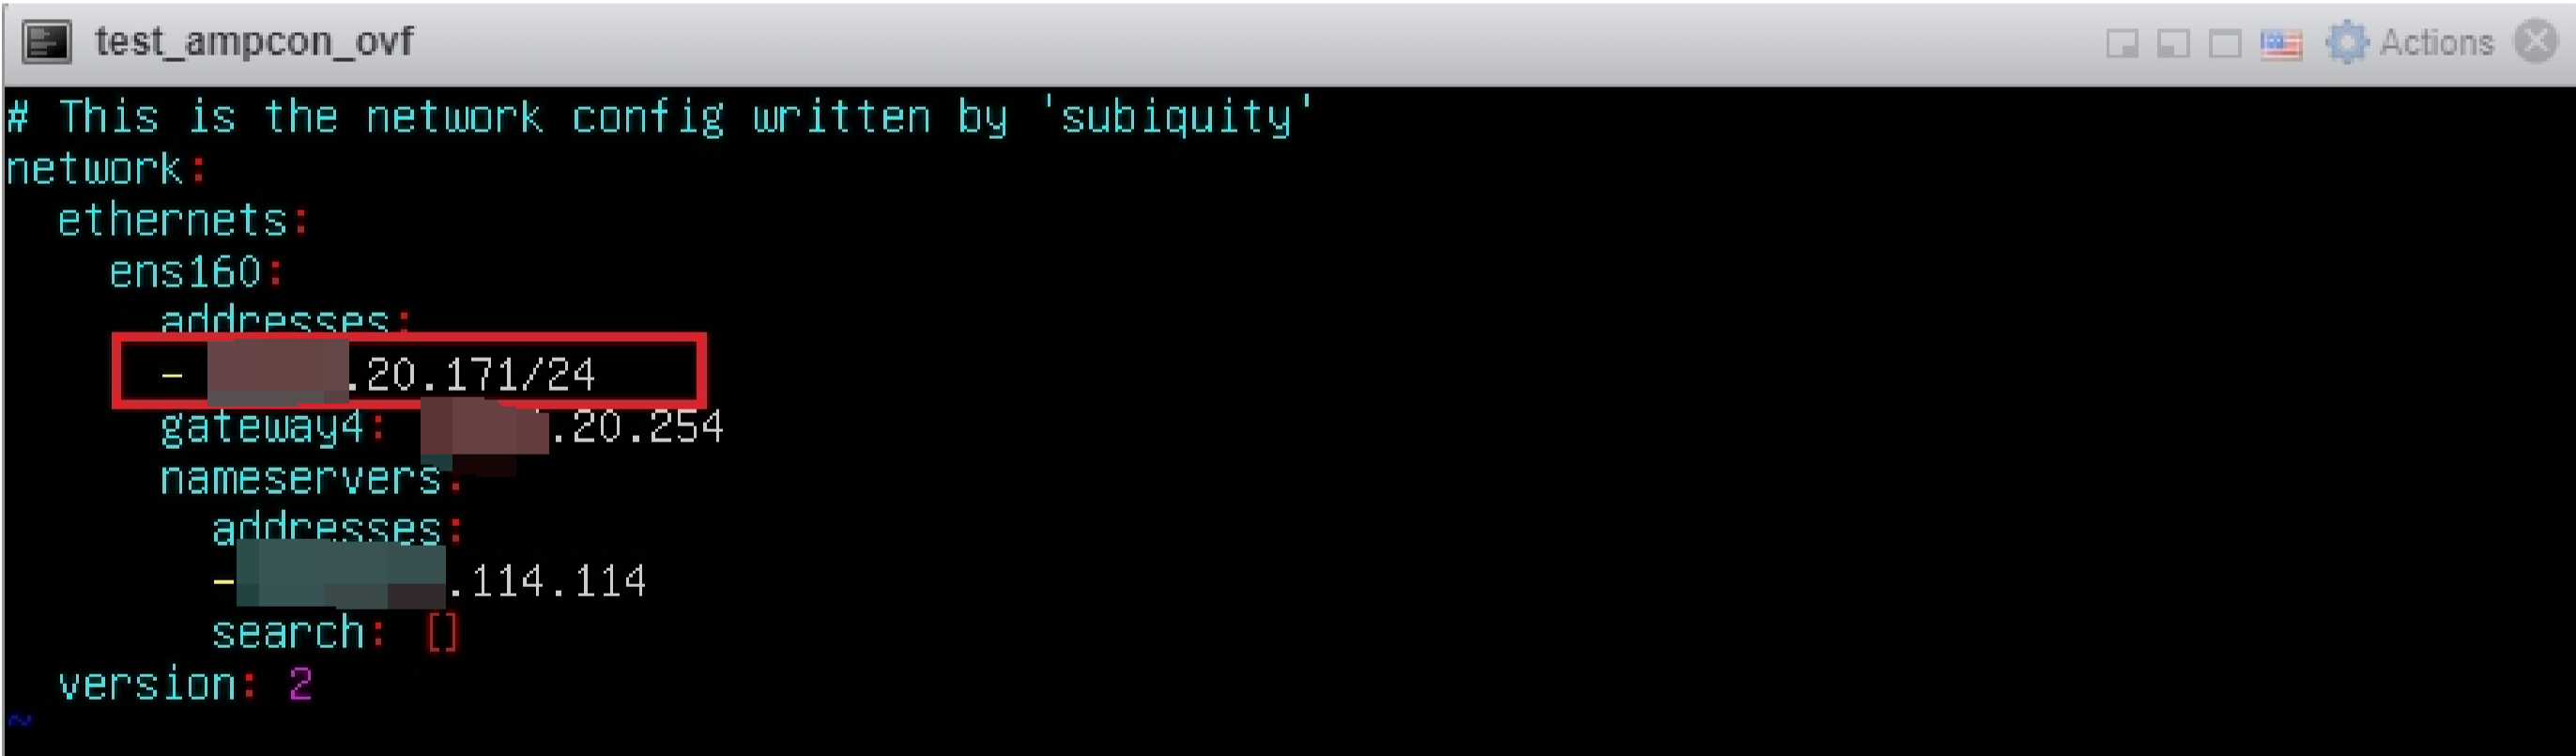 test_ampcon_ovf
Actions
# This is the network config written by 'subiquity'
network:
ethernets:
ens160:
addresses:
- .20.171/24
gateway4: .20.254
nameservers:
addresses:
- .114.114
search: []
version: 2
~